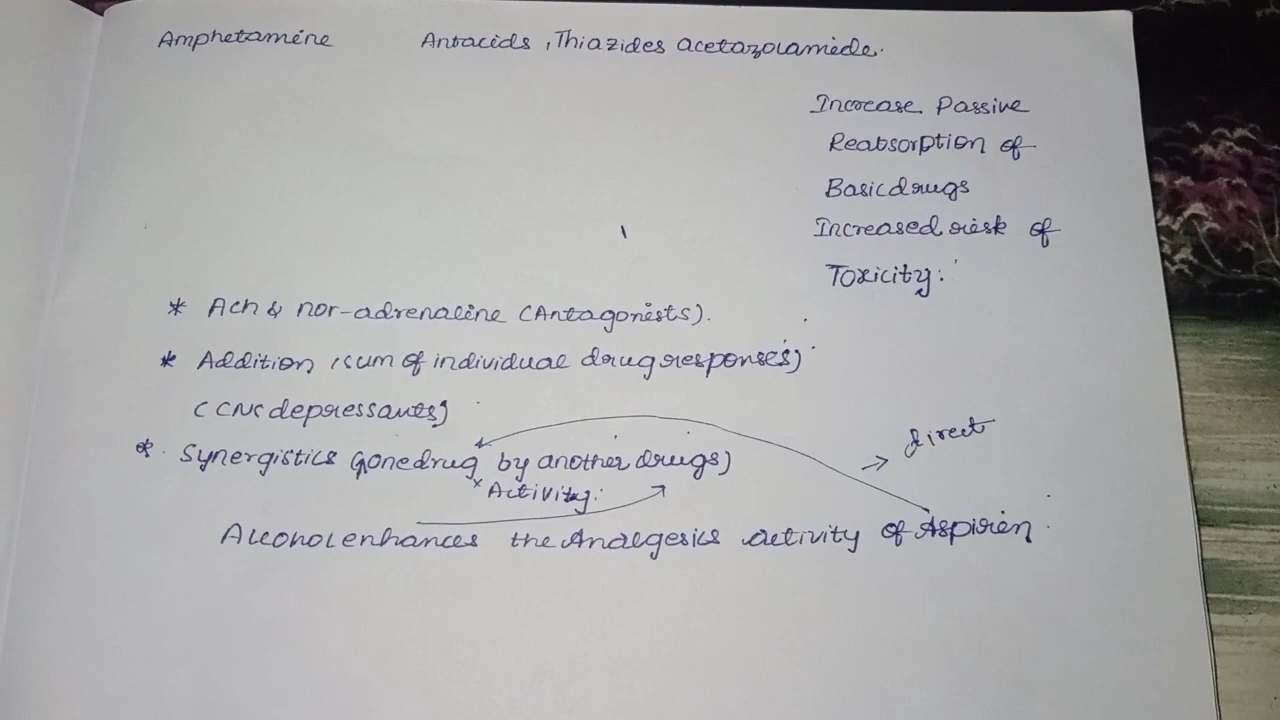 Amphetamine Antacids, Thiazides acetazolamide.
Increase Passive
Reabsorption of
Basic drugs
Increased risk of
Toxicity:
* Ach & nor-adrenaline (Antagonists).
* Addition (sum of individual drug responses)
(CNS depressants)
direct
* Synergistics (one drug by another drugs)
* Activity:
Alcohol enhances the Analgesics activity of Aspirin